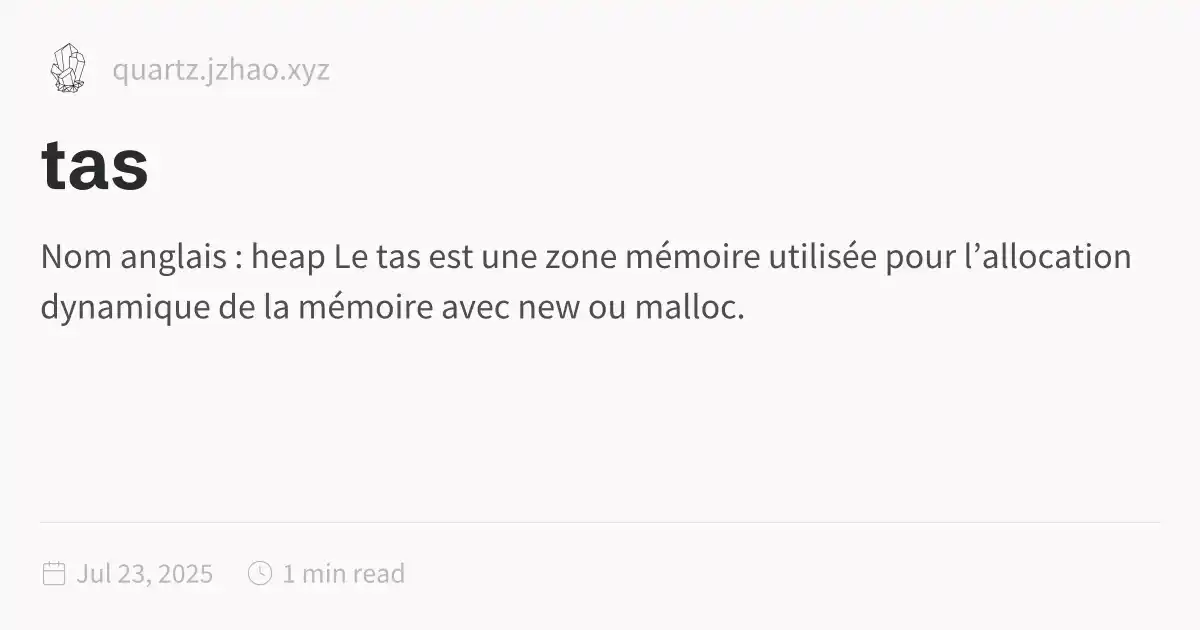 quartz.jzhao.xyz
tas
Nom anglais : heap Le tas est une zone mémoire utilisée pour l’allocation
dynamique de la mémoire avec new ou malloc.
Jul 23, 2025 1 min read